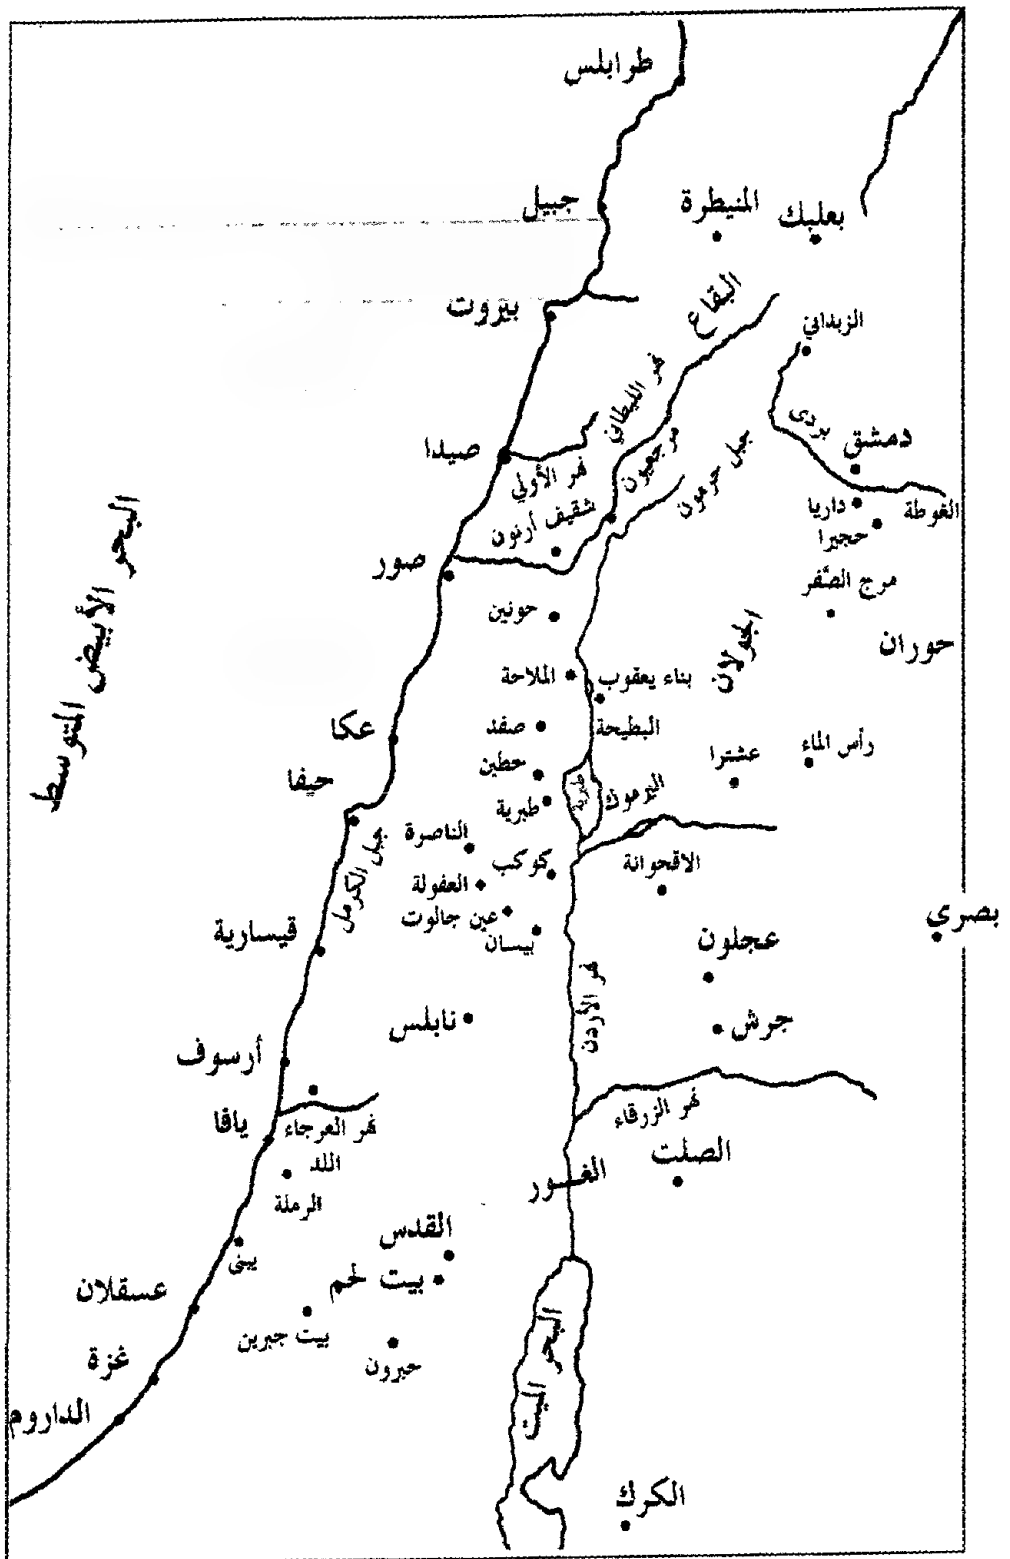 طرابلس
جبيل
المنيطرة
بعلبك
بيروت
البقاع
الزبداني
نهر الليطاني
بردى
دمشق
صيدا
مرجعيون
جبل حرمون
نهر الأولي
شقيف أرنون
داريا
الغوطة
حجيرا
صور
مرج الصُّفر
البحر الأبيض المتوسط
حونين
الجولان
حوران
الملاحة
بناء يعقوب
عكا
صفد
البطيحة
عشترا
رأس الماء
حطين
حيفا
طبرية
طبرية
اليرموك
الناصرة
جبل الكرمل
كوكب
الاقحوانة
العفولة
عين جالوت
بصري
قيسارية
بيسان
عجلون
نهر الأردن
نابلس
جرش
أرسوف
نهر الزرقاء
يافا
نهر العرجاء
اللد
الصلت
الغور
الرملة
القدس
يبنى
بيت لحم
عسقلان
بيت جبرين
البحر الميت
غزة
حبرون
الداروم
الكرك